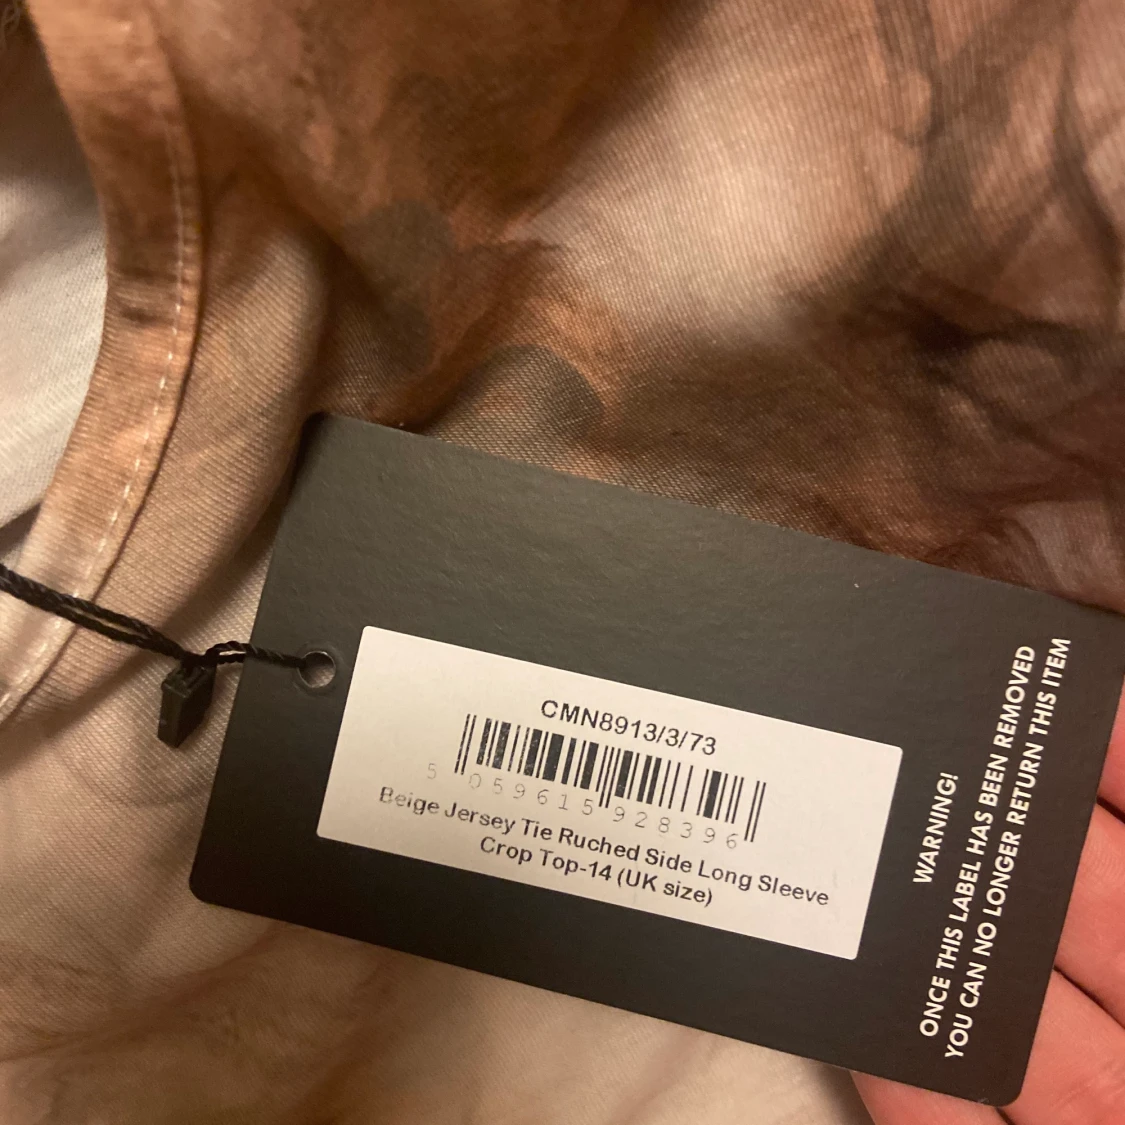 CMN8913/3/73
5 059615 928396
Beige Jersey Tie Ruched Side Long Sleeve
Crop Top-14 (UK size)
WARNING!
ONCE THIS LABEL HAS BEEN REMOVED
YOU CAN NO LONGER RETURN THIS ITEM